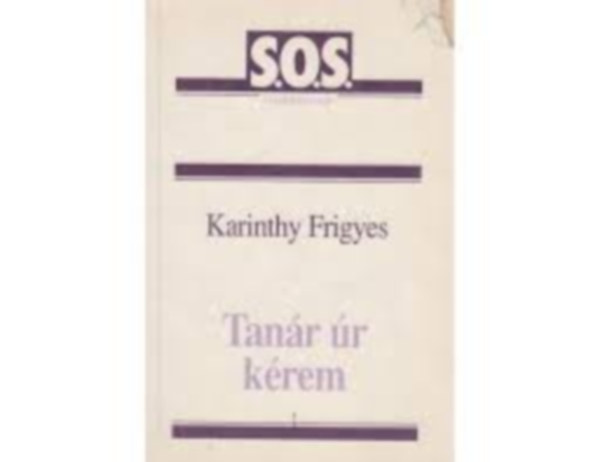 S.O.S.
Karinthy Frigyes
Tanár úr
kérem